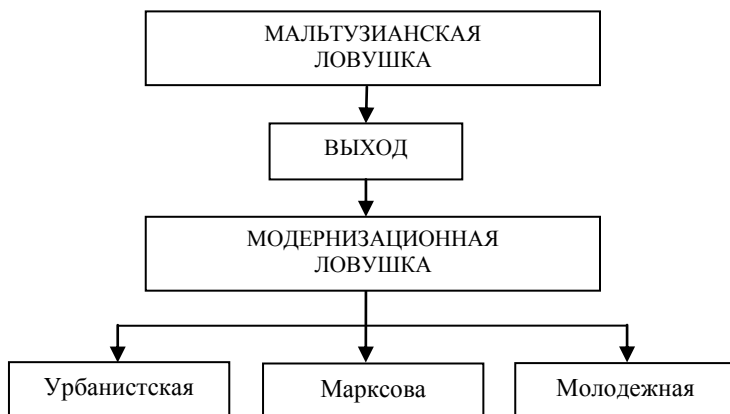 МАЛЬТУЗИАНСКАЯ
ЛОВУШКА
ВЫХОД
МОДЕРНИЗАЦИОННАЯ
ЛОВУШКА
Урбанистская
Марксова
Молодежная